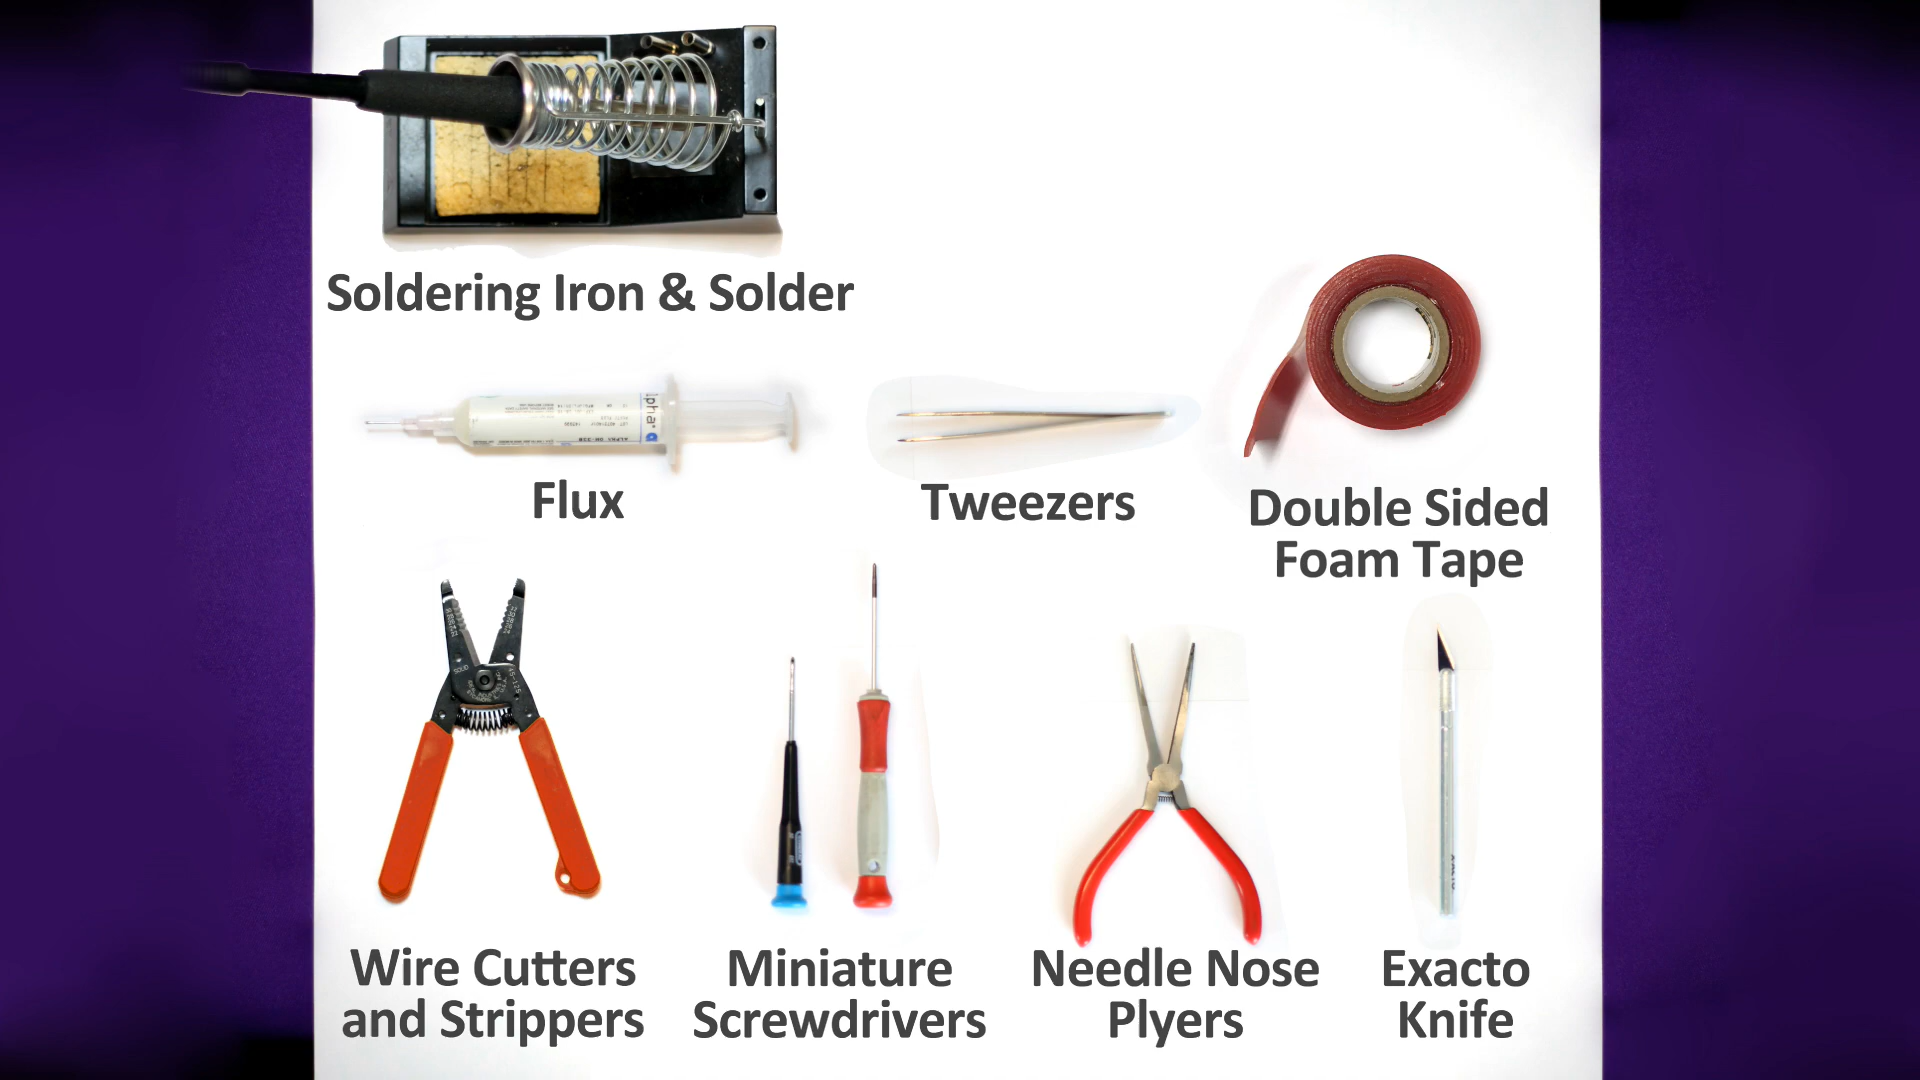 Soldering Iron & Solder
Flux
Tweezers
Double Sided
Foam Tape
Wire Cutters
and Strippers
Miniature
Screwdrivers
Needle Nose
Plyers
Exacto
Knife